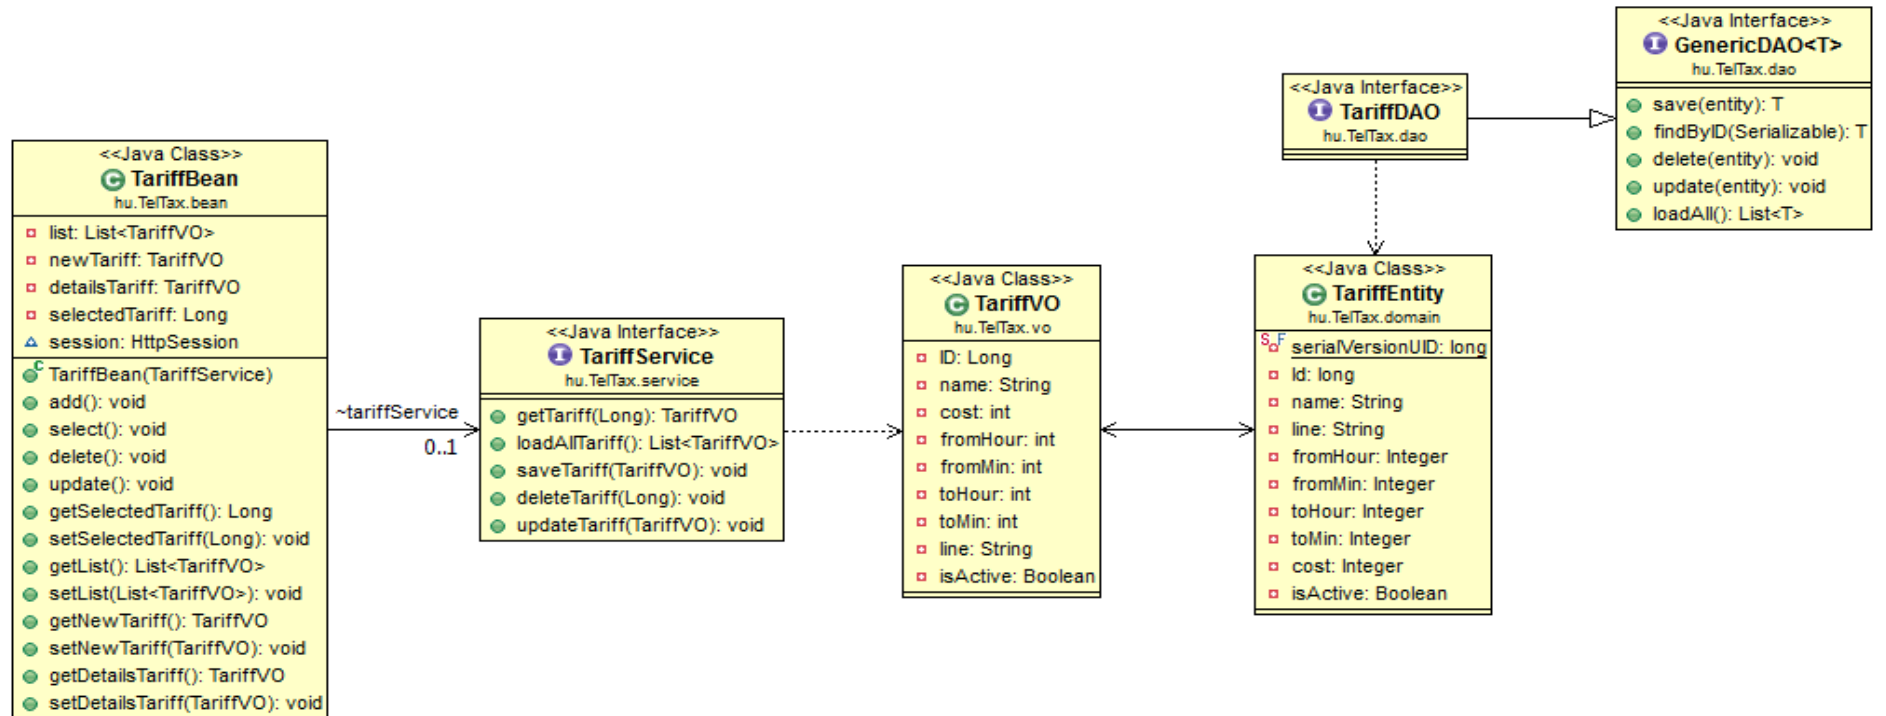 <<Java Class>>
TariffBean
hu.TelTax.bean
list: List<TariffVO>
newTariff: TariffVO
detailsTariff: TariffVO
selectedTariff: Long
session: HttpSession
TariffBean(TariffService)
add(): void
select(): void
delete(): void
update(): void
getSelectedTariff(): Long
setSelectedTariff(Long): void
getList(): List<TariffVO>
setList(List<TariffVO>): void
getNewTariff(): TariffVO
setNewTariff(TariffVO): void
getDetailsTariff(): TariffVO
setDetailsTariff(TariffVO): void
~tariffService
0..1
<<Java Interface>>
TariffService
hu.TelTax.service
getTariff(Long): TariffVO
loadAllTariff(): List<TariffVO>
saveTariff(TariffVO): void
deleteTariff(Long): void
updateTariff(TariffVO): void
<<Java Class>>
TariffVO
hu.TelTax.vo
ID: Long
name: String
cost: int
fromHour: int
fromMin: int
toHour: int
toMin: int
line: String
isActive: Boolean
<<Java Interface>>
TariffDAO
hu.TelTax.dao
<<Java Class>>
TariffEntity
hu.TelTax.domain
serialVersionUID: long
Id: long
name: String
line: String
fromHour: Integer
fromMin: Integer
toHour: Integer
toMin: Integer
cost: Integer
isActive: Boolean
<<Java Interface>>
GenericDAO<T>
hu.TelTax.dao
save(entity): T
findByID(Serializable): T
delete(entity): void
update(entity): void
loadAll(): List<T>